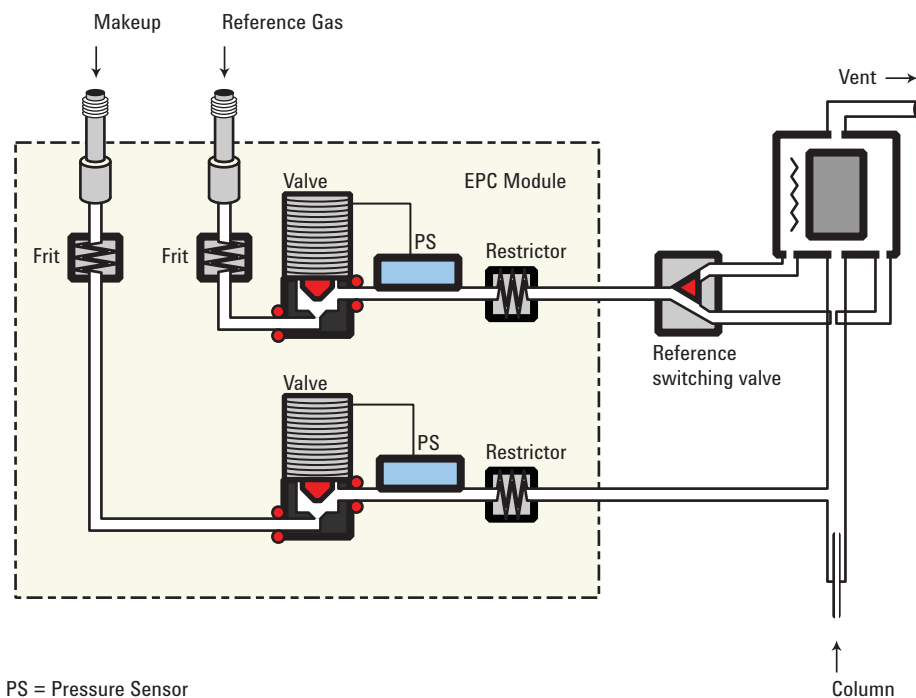 Makeup
Reference Gas
Vent
Valve
EPC Module
PS
Frit
Frit
Restrictor
Reference
switching valve
Valve
PS
Restrictor
PS = Pressure Sensor
Column